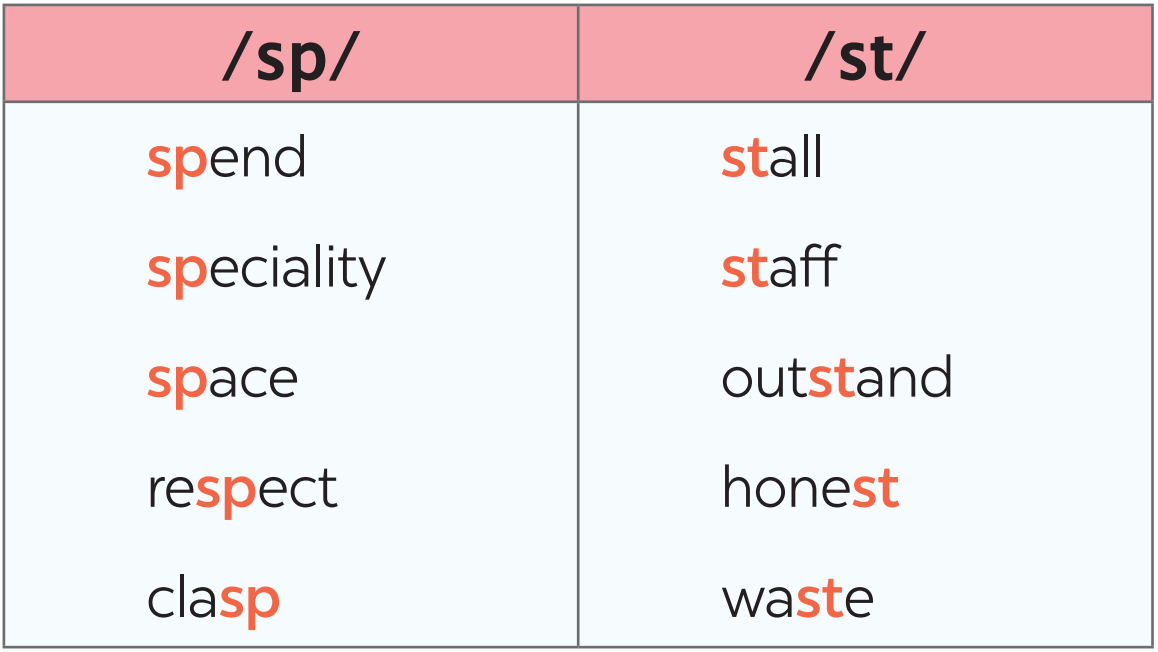 /sp/ /st/
spend stall
speciality staff
space outstand
respect honest
clasp waste